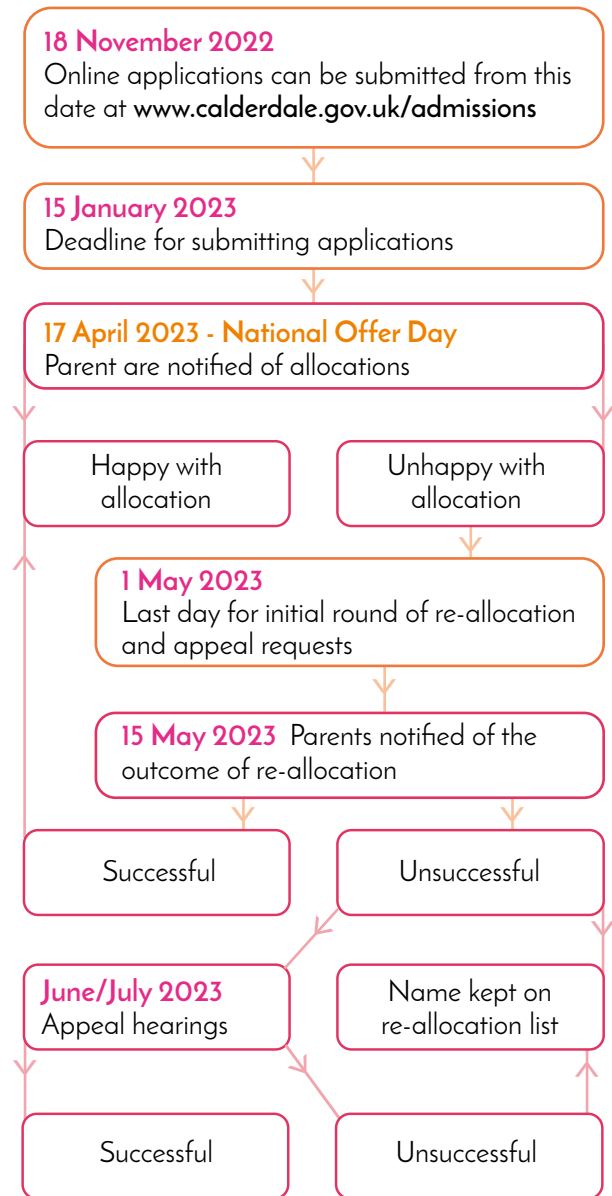 18 November 2022
Online applications can be submitted from this
date at www.calderdale.gov.uk/admissions
15 January 2023
Deadline for submitting applications
17 April 2023 - National Offer Day
Parent are notified of allocations
Happy with
allocation
Unhappy with
allocation
1 May 2023
Last day for initial round of re-allocation
and appeal requests
15 May 2023 Parents notified of the
outcome of re-allocation
Successful
Unsuccessful
June/July 2023
Appeal hearings
Name kept on
re-allocation list
Successful
Unsuccessful